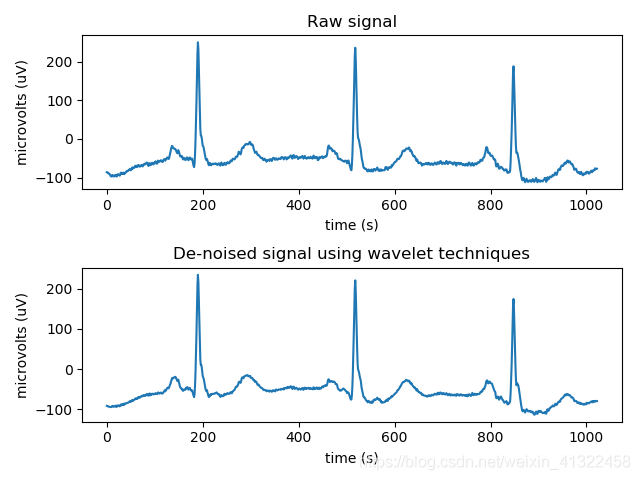 Raw signal
microvolts (uV)
200
100
0
−100
0 200 400 600 800 1000
time (s)
De-noised signal using wavelet techniques
microvolts (uV)
200
100
0
−100
0 200 400 600 800 1000
time (s)
https://blog.csdn.net/weixin_41322458